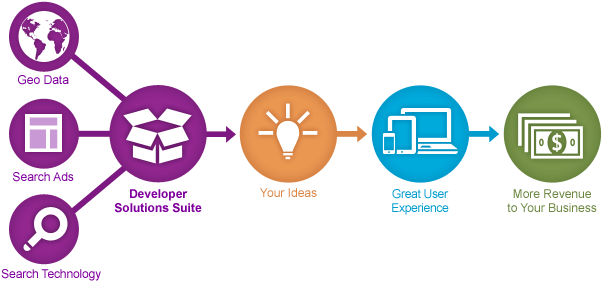 Geo Data
Search Ads
Search Technology
Developer
Solutions Suite
Your Ideas
Great User
Experience
$
More Revenue
to Your Business